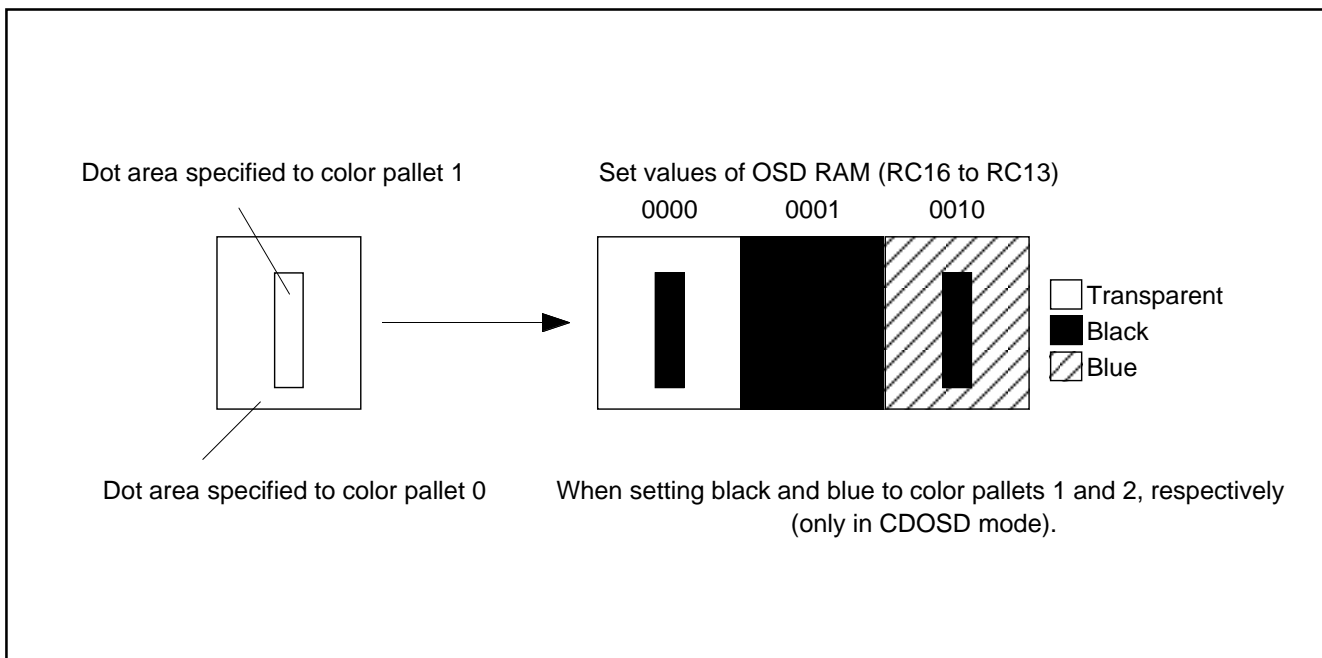 Dot area specified to color pallet 1
Set values of OSD RAM (RC16 to RC13)
0000 0001 0010
Transparent
Black
Blue
Dot area specified to color pallet 0
When setting black and blue to color pallets 1 and 2, respectively
(only in CDOSD mode).